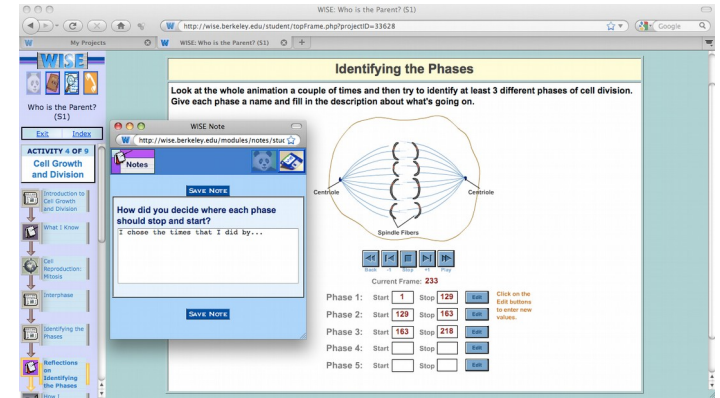 WISE: Who is the Parent? (S1)
http://wise.berkeley.edu/student/topFrame.php?projectID=33628
Google
My Projects
WISE: Who is the Parent? (S1)
WISE
Who is the Parent?
(S1)
Exit
Index
ACTIVITY 4 OF 9
Cell Growth
and Division
Introduction to
Cell Growth
and Division
What I Know
Cell
Reproduction:
Mitosis
Interphase
Identifying the
Phases
Reflections
on
Identifying
the Phases
How I
WISE Note
http://wise.berkeley.edu/modules/notes/stud
Notes
SAVE NOTE
How did you decide where each phase
should stop and start?
I chose the times that I did by...
SAVE NOTE
Identifying the Phases
Look at the whole animation a couple of times and then try to identify at least 3 different phases of cell division.
Give each phase a name and fill in the description about what's going on.
Centriole
Centriole
Spindle Fibers
Back -1 Stop +1 Play
Current Frame: 233
Phase 1: Start 1 Stop 129 Edit
Phase 2: Start 129 Stop 163 Edit
Phase 3: Start 163 Stop 218 Edit
Phase 4: Start Stop Edit
Phase 5: Start Stop Edit
Click on the
Edit buttons
to enter new
values.